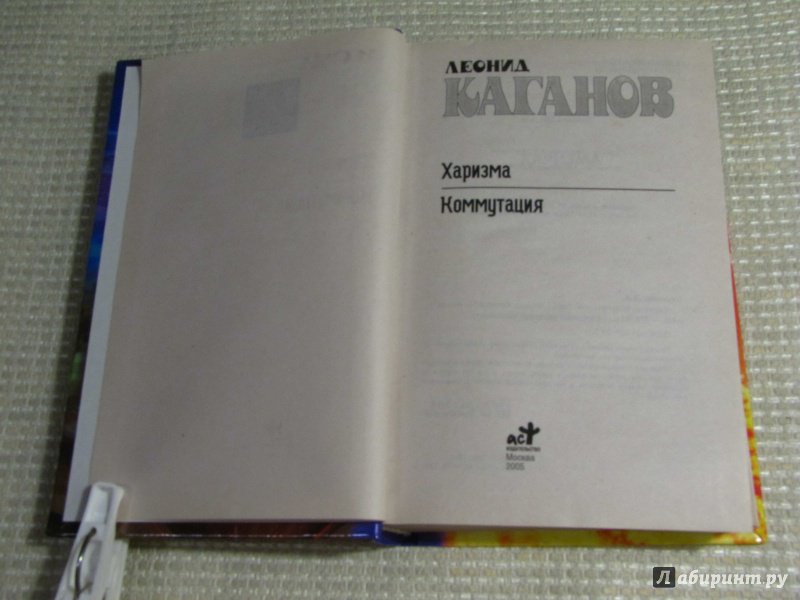 ЛЕОНИД
КАГАНОВ
Харизма
Коммутация
аст
издательство
Москва
2005
Лабиринт.ру